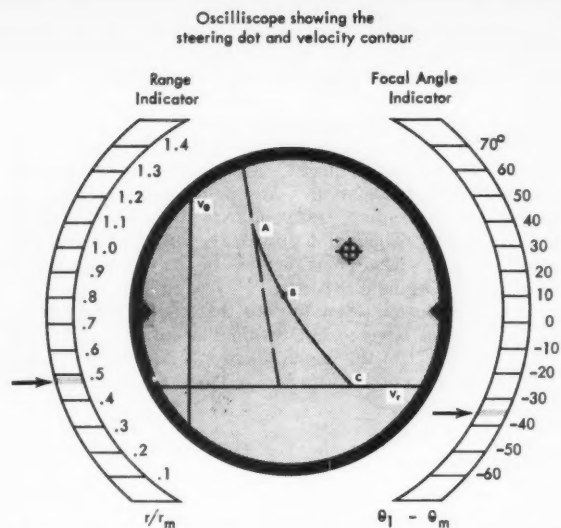 Oscilliscope showing the
steering dot and velocity contour
Range
Indicator
Focal Angle
Indicator
1.4
1.3
1.2
1.1
1.0
.9
.8
.7
.6
.5
.4
.3
.2
.1
r/rm
Vθ
A
B
C
Vr
70°
60
50
40
30
20
10
0
-10
-20
-30
-40
-50
-60
θ1 - θm